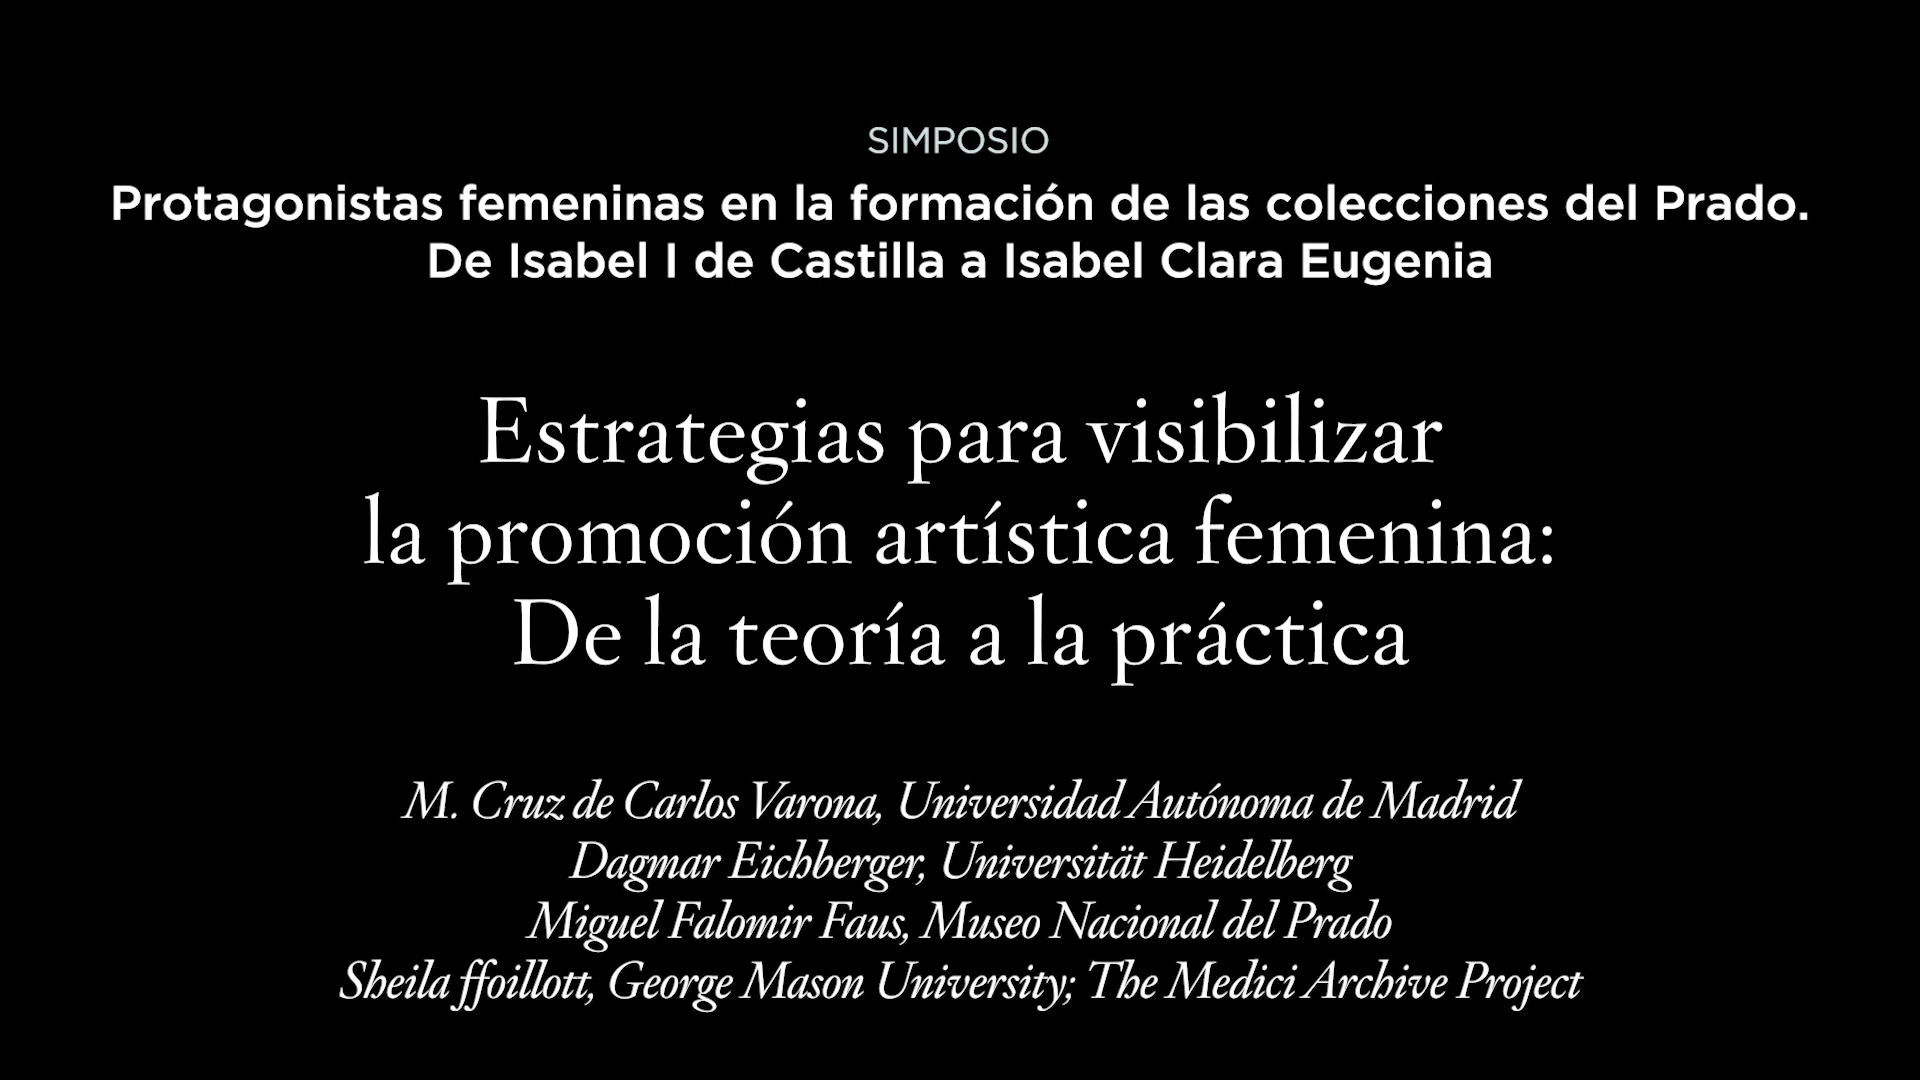 SIMPOSIO
Protagonistas femeninas en la formación de las colecciones del Prado.
De Isabel I de Castilla a Isabel Clara Eugenia
Estrategias para visibilizar
la promoción artística femenina:
De la teoría a la práctica
M. Cruz de Carlos Varona, Universidad Autónoma de Madrid
Dagmar Eichberger, Universität Heidelberg
Miguel Falomir Faus, Museo Nacional del Prado
Sheila ffoillott, George Mason University; The Medici Archive Project